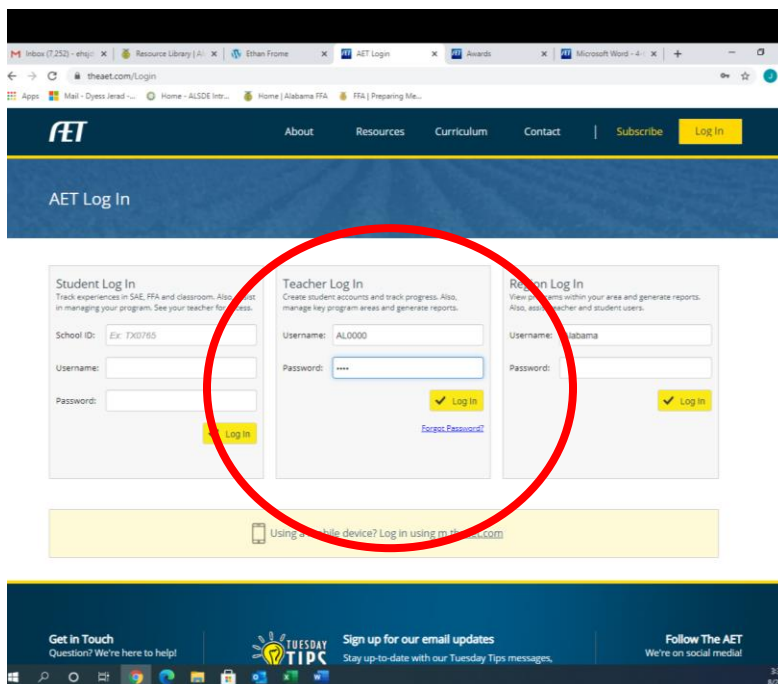 Inbox (7,252) - ehsjc
Resource Library | Al
Ethan Frome
AET Login
Awards
Microsoft Word - 4-
theaet.com/Login
Apps
Mail - Dyess Jerad -...
Home - ALSDE Intr...
Home | Alabama FFA
FFA | Preparing Me...
AET
About
Resources
Curriculum
Contact
Subscribe
Log In
AET Log In
Student Log In
Track experiences in SAE, FFA and classroom. Also, assist
in managing your program. See your teacher for access.
School ID: Ex: TX0765
Username:
Password:
Log In
Teacher Log In
Create student accounts and track progress. Also,
manage key program areas and generate reports.
Username: AL0000
Password: ••••
Log In
Forgot Password?
Region Log In
View programs within your area and generate reports.
Also, assist teacher and student users.
Username: Alabama
Password:
Log In
Using a mobile device? Log in using m.theaet.com
Get in Touch
Question? We're here to help!
TUESDAY
TIPS
Sign up for our email updates
Stay up-to-date with our Tuesday Tips messages,
Follow The AET
We're on social media!